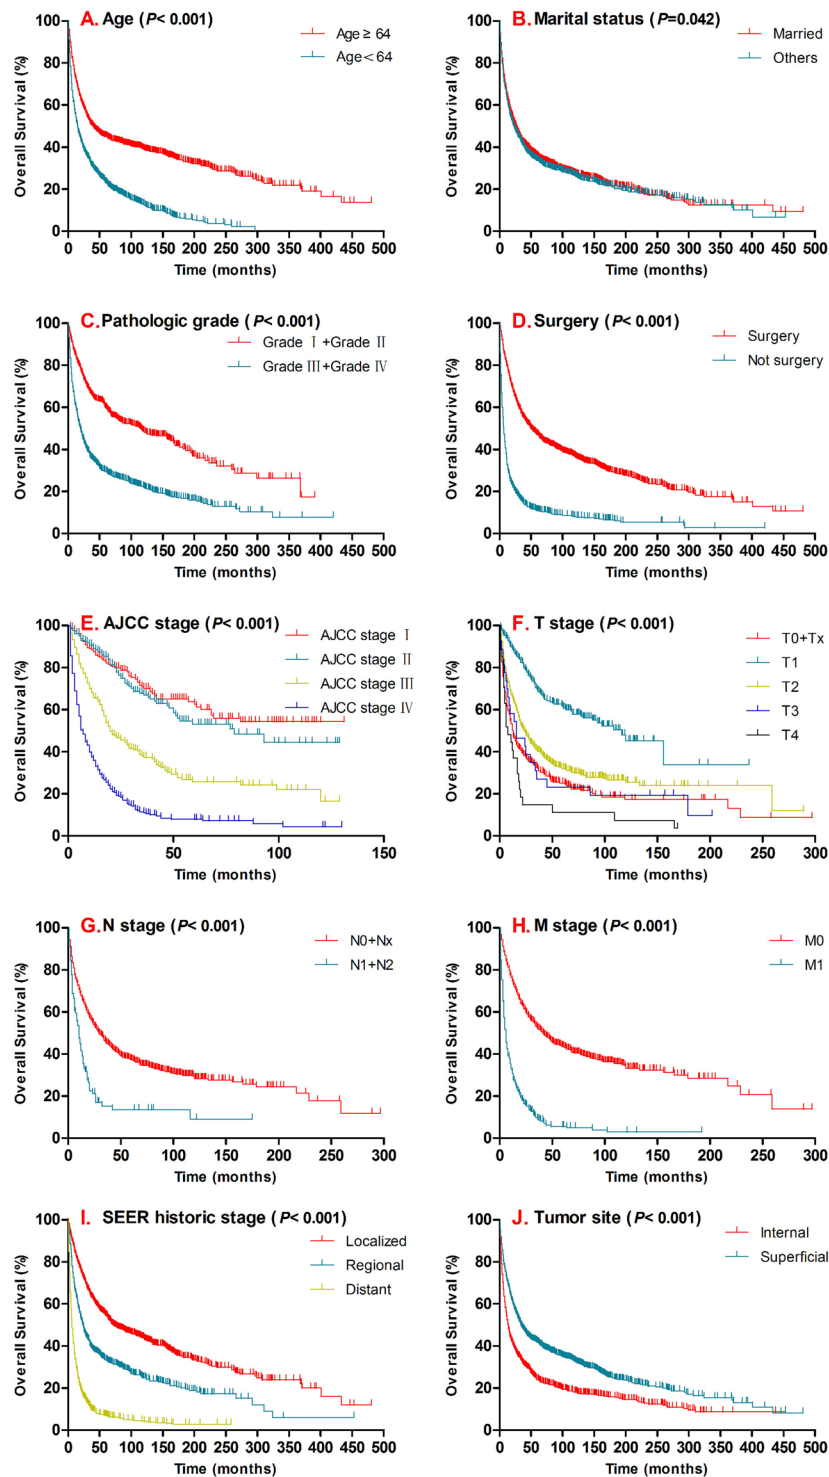 A. Age (P< 0.001)
Overall Survival (%)
100
80
60
40
20
0
Age ≥ 64
Age＜64
0 50 100 150 200 250 300 350 400 450 500
Time (months)
B. Marital status (P=0.042)
Overall Survival (%)
100
80
60
40
20
0
Married
Others
0 50 100 150 200 250 300 350 400 450 500
Time (months)
C. Pathologic grade (P< 0.001)
Overall Survival (%)
100
80
60
40
20
0
Grade Ⅰ+Grade Ⅱ
Grade Ⅲ+Grade Ⅳ
0 50 100 150 200 250 300 350 400 450 500
Time (months)
D. Surgery (P< 0.001)
Overall Survival (%)
100
80
60
40
20
0
Surgery
Not surgery
0 50 100 150 200 250 300 350 400 450 500
Time (months)
E. AJCC stage (P< 0.001)
Overall Survival (%)
100
80
60
40
20
0
AJCC stage Ⅰ
AJCC stage Ⅱ
AJCC stage Ⅲ
AJCC stage Ⅳ
0 50 100 150
Time (months)
F. T stage (P< 0.001)
Overall Survival (%)
100
80
60
40
20
0
T0+Tx
T1
T2
T3
T4
0 50 100 150 200 250 300
Time (months)
G. N stage (P< 0.001)
Overall Survival (%)
100
80
60
40
20
0
N0+Nx
N1+N2
0 50 100 150 200 250 300
Time (months)
H. M stage (P< 0.001)
Overall Survival (%)
100
80
60
40
20
0
M0
M1
0 50 100 150 200 250 300
Time (months)
I. SEER historic stage (P< 0.001)
Overall Survival (%)
100
80
60
40
20
0
Localized
Regional
Distant
0 50 100 150 200 250 300 350 400 450 500
Time (months)
J. Tumor site (P< 0.001)
Overall Survival (%)
100
80
60
40
20
0
Internal
Superficial
0 50 100 150 200 250 300 350 400 450 500
Time (months)